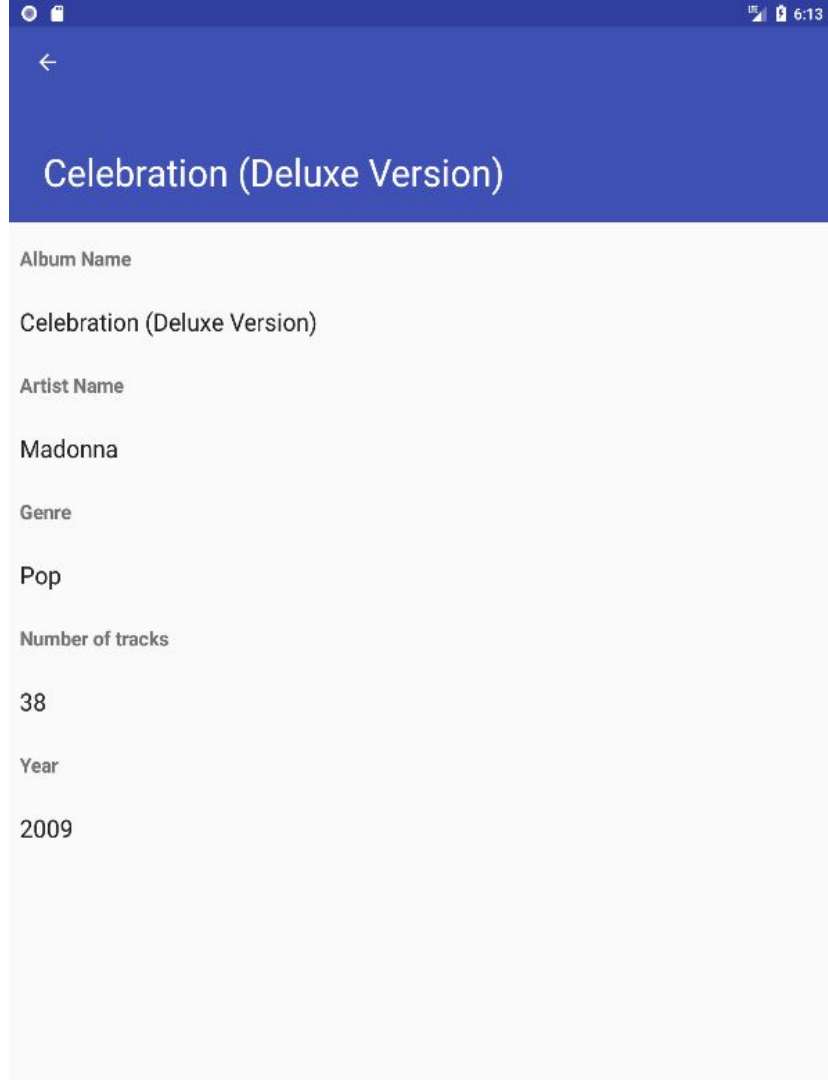 LTE 6:13
Celebration (Deluxe Version)
Album Name
Celebration (Deluxe Version)
Artist Name
Madonna
Genre
Pop
Number of tracks
38
Year
2009